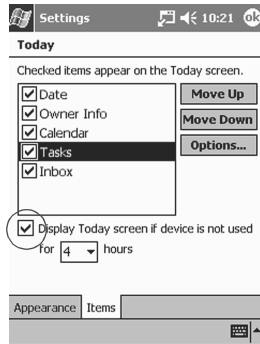 Settings 10:21 ok
Today
Checked items appear on the Today screen.
Date
Owner Info
Calendar
Tasks
Inbox
Move Up
Move Down
Options...
Display Today screen if device is not used
for 4 hours
Appearance Items